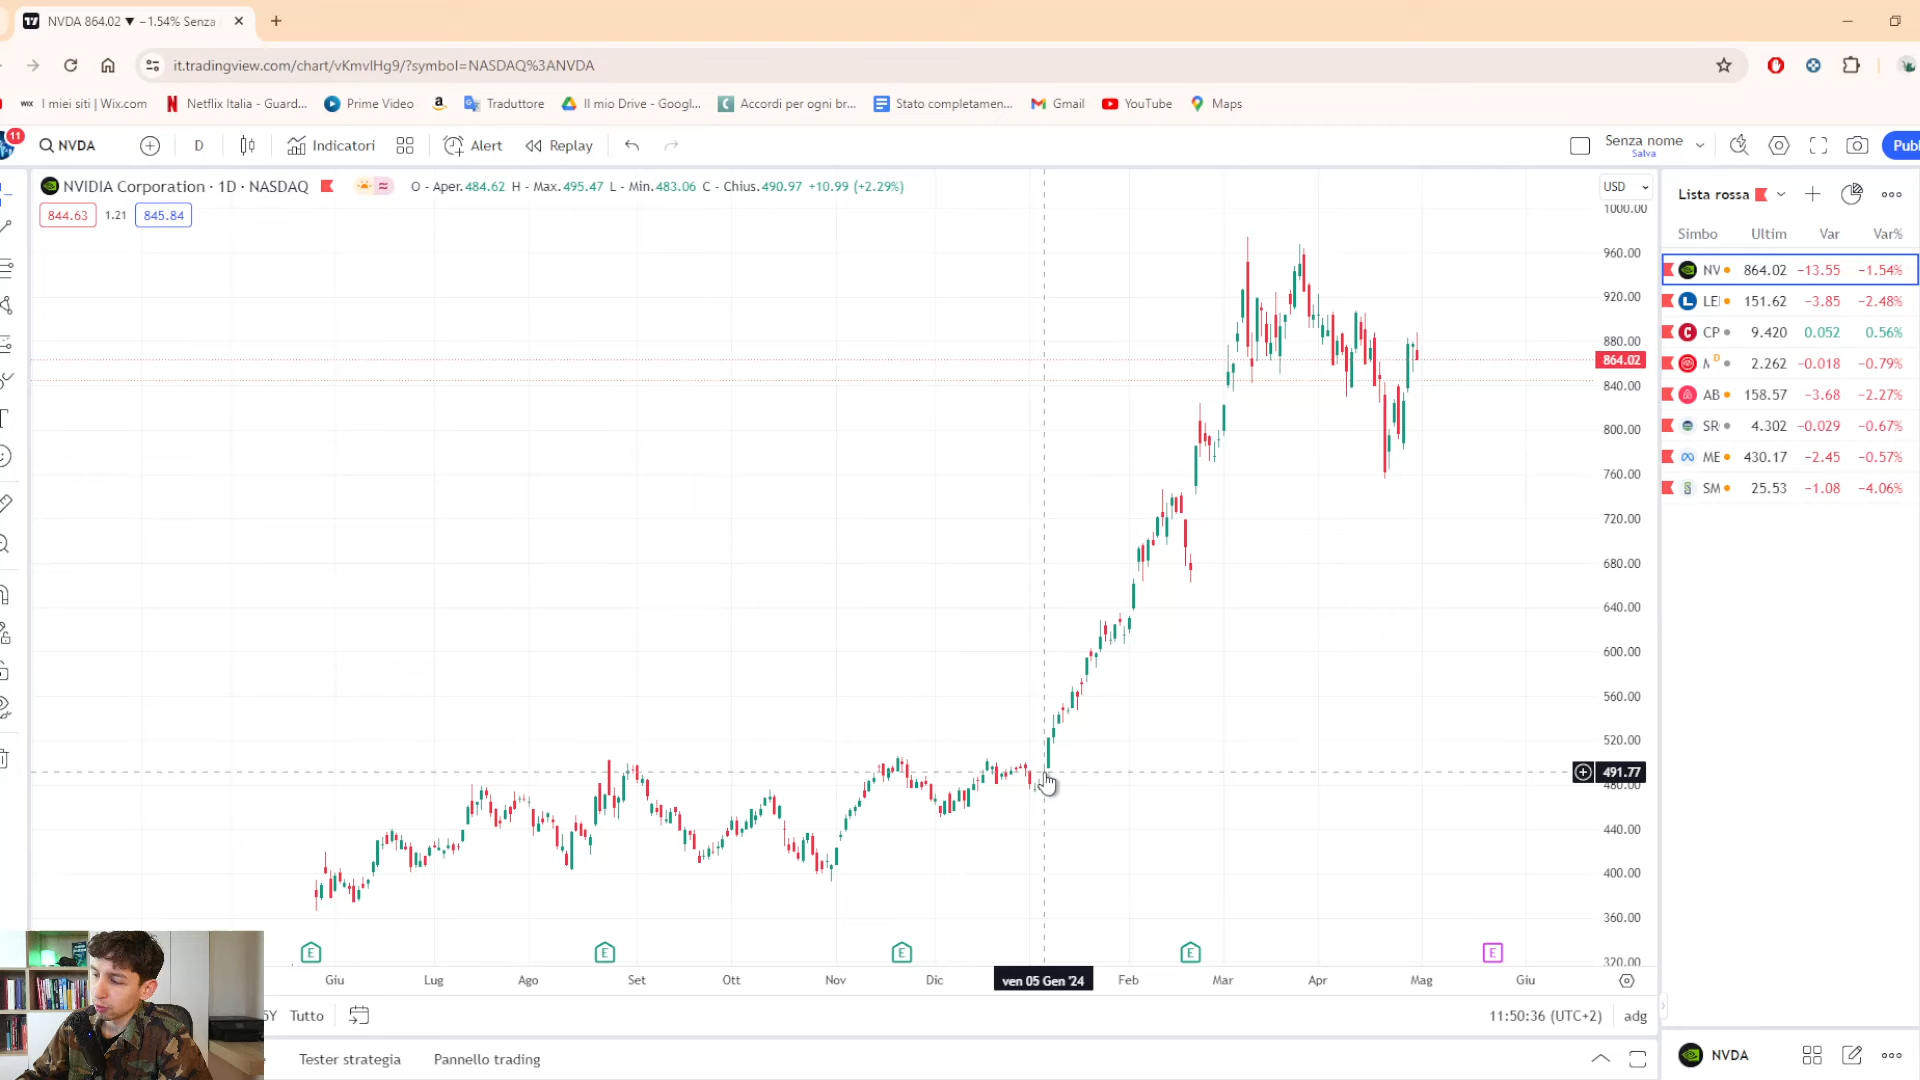 NVDA 864.02 ▼ −1.54% Senza
it.tradingview.com/chart/vKmvlHg9/?symbol=NASDAQ%3ANVDA
wix I miei siti | Wix.com
Netflix Italia - Guard...
Prime Video
Traduttore
Il mio Drive - Googl...
Accordi per ogni br...
Stato completamen...
Gmail
YouTube
Maps
11
NVDA
D
Indicatori
Alert
Replay
Senza nome
Salva
Publ
NVIDIA Corporation · 1D · NASDAQ
O - Aper.484.62 H - Max.495.47 L - Min.483.06 C - Chius.490.97 +10.99 (+2.29%)
844.63 1.21 845.84
USD
1000.00
960.00
920.00
880.00
864.02
840.00
800.00
760.00
720.00
680.00
640.00
600.00
560.00
520.00
491.77
480.00
440.00
400.00
360.00
320.00
Lista rossa
Simbo Ultim Var Var%
NV 864.02 −13.55 −1.54%
LE 151.62 −3.85 −2.48%
CP 9.420 0.052 0.56%
D 2.262 −0.018 −0.79%
AB 158.57 −3.68 −2.27%
SR 4.302 −0.029 −0.67%
ME 430.17 −2.45 −0.57%
SM 25.53 −1.08 −4.06%
E E E E E
Giu Lug Ago Set Ott Nov Dic ven 05 Gen '24 Feb Mar Apr Mag Giu
5Y Tutto
11:50:36 (UTC+2) adg
Tester strategia Pannello trading
NVDA